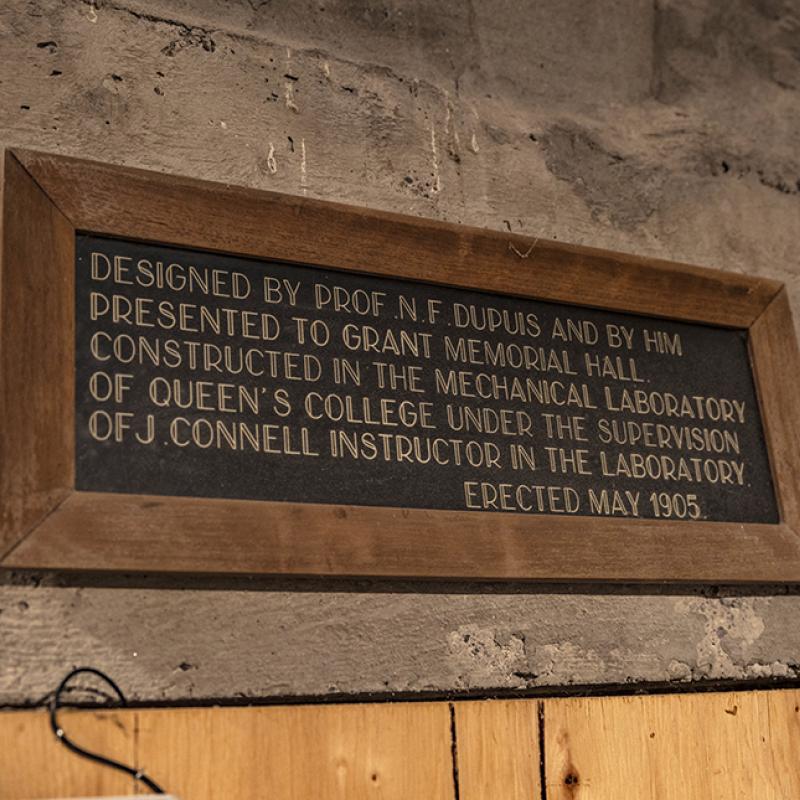 DESIGNED BY PROF. N.F. DUPUIS AND BY HIM
PRESENTED TO GRANT MEMORIAL HALL.
CONSTRUCTED IN THE MECHANICAL LABORATORY
OF QUEEN'S COLLEGE UNDER THE SUPERVISION
OF J. CONNELL INSTRUCTOR IN THE LABORATORY.
ERECTED MAY 1905.